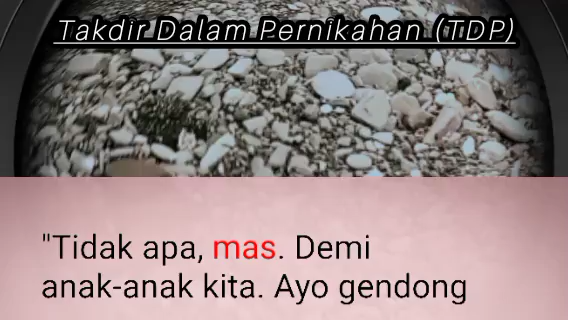 Takdir Dalam Pernikahan (TDP)
"Tidak apa, mas. Demi
anak-anak kita. Ayo gendong